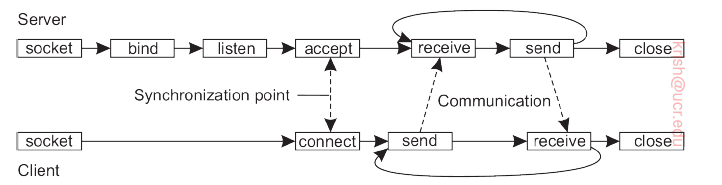 Server
socket bind listen accept receive send close
Synchronization point
Communication
socket connect send receive close
Client
krish@ucr.edu